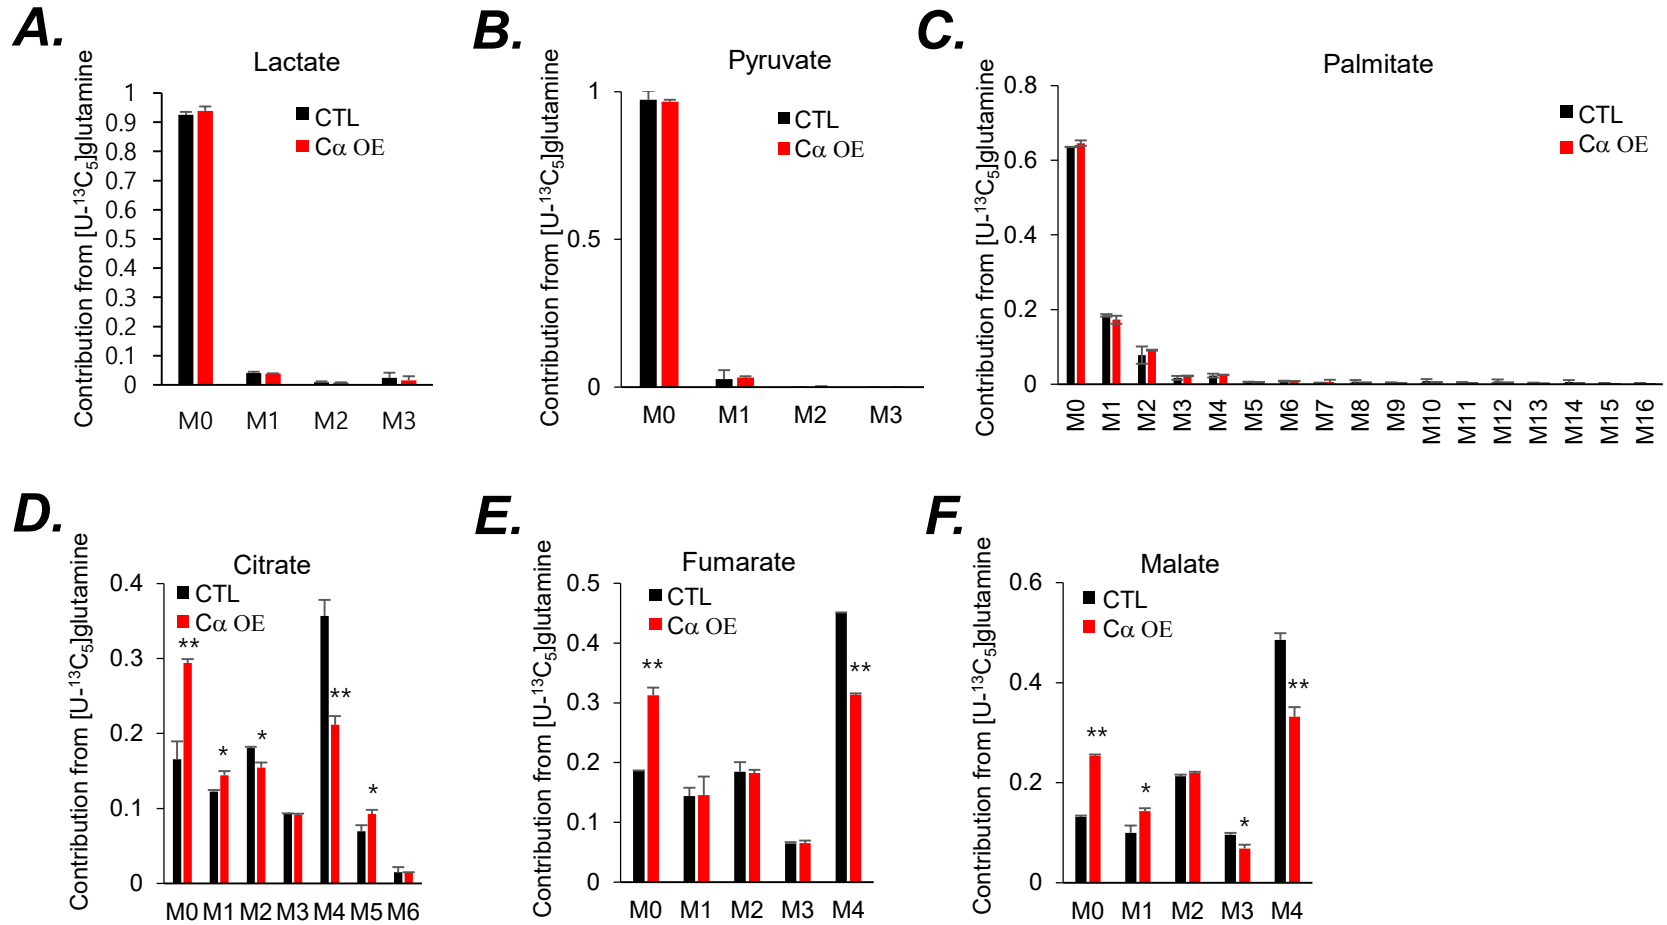 A.
Lactate
Contribution from [U-¹³C₅]glutamine
1
0.9
0.8
0.7
0.6
0.5
0.4
0.3
0.2
0.1
0
CTL
Cα OE
M0 M1 M2 M3
B.
Pyruvate
Contribution from [U-¹³C₅]glutamine
1
0.5
0
CTL
Cα OE
M0 M1 M2 M3
C.
Palmitate
Contribution from [U-¹³C₅]glutamine
0.8
0.6
0.4
0.2
0
CTL
Cα OE
M0 M1 M2 M3 M4 M5 M6 M7 M8 M9 M10 M11 M12 M13 M14 M15 M16
D.
Citrate
Contribution from [U-¹³C₅]glutamine
0.4
0.3
0.2
0.1
0
CTL
Cα OE
** * * ** *
M0 M1 M2 M3 M4 M5 M6
E.
Fumarate
Contribution from [U-¹³C₅]glutamine
0.5
0.4
0.3
0.2
0.1
0
CTL
Cα OE
** **
M0 M1 M2 M3 M4
F.
Malate
Contribution from [U-¹³C₅]glutamine
0.6
0.4
0.2
0
CTL
Cα OE
** * * **
M0 M1 M2 M3 M4